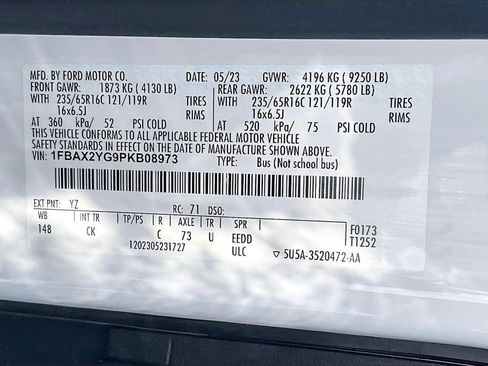 MFD. BY FORD MOTOR CO. 05/23 GVWR: 4196 KG ( 9250 LB)
FRONT GAWR: 1873 KG ( 4130 LB) REAR GAWR: 2622 KG ( 5780 LB)
WITH 235/65R16C 121/119R TIRES WITH 235/65R16C 121/119R TIRES
16x6.5J RIMS 16x6.5J RIMS
AT 360 kPa/ 52 PSI COLD AT 520 kPa/ 75 PSI COLD
THIS VEHICLE CONFORMS TO ALL APPLICABLE FEDERAL MOTOR VEHICLE
SAFETY STANDARDS IN EFFECT ON THE DATE OF MANUFACTURE SHOWN ABOVE.
VIN: 1FBAX2YG9PKB08973 TYPE: Bus (Not school bus)
EXT PNT: YZ RC: 71 DSO:
WB INT TR TP/PS R AXLE TR SPR F0173
148 CK C 73 U EEDD T1252
1202305231727 ULC ▽ 5U5A-3520472-AA